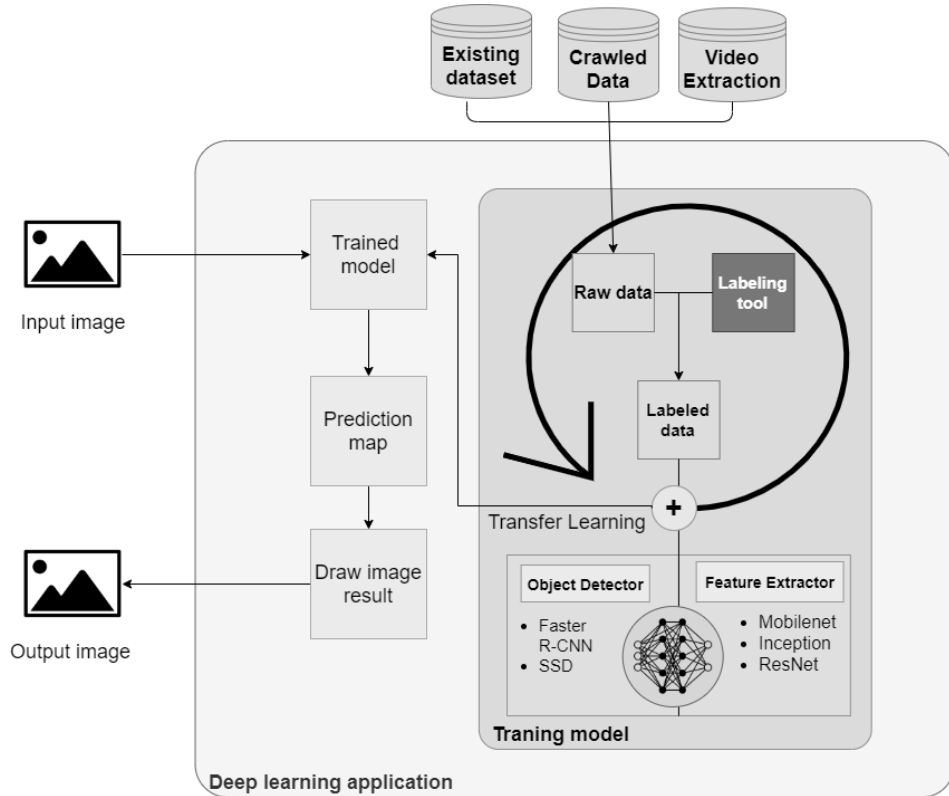 Existing
dataset
Crawled
Data
Video
Extraction
Input image
Trained
model
Raw data
Labeling
tool
Prediction
map
Labeled
data
+
Transfer Learning
Output image
Draw image
result
Object Detector
Feature Extractor
• Faster
R-CNN
• SSD
• Mobilenet
• Inception
• ResNet
Traning model
Deep learning application